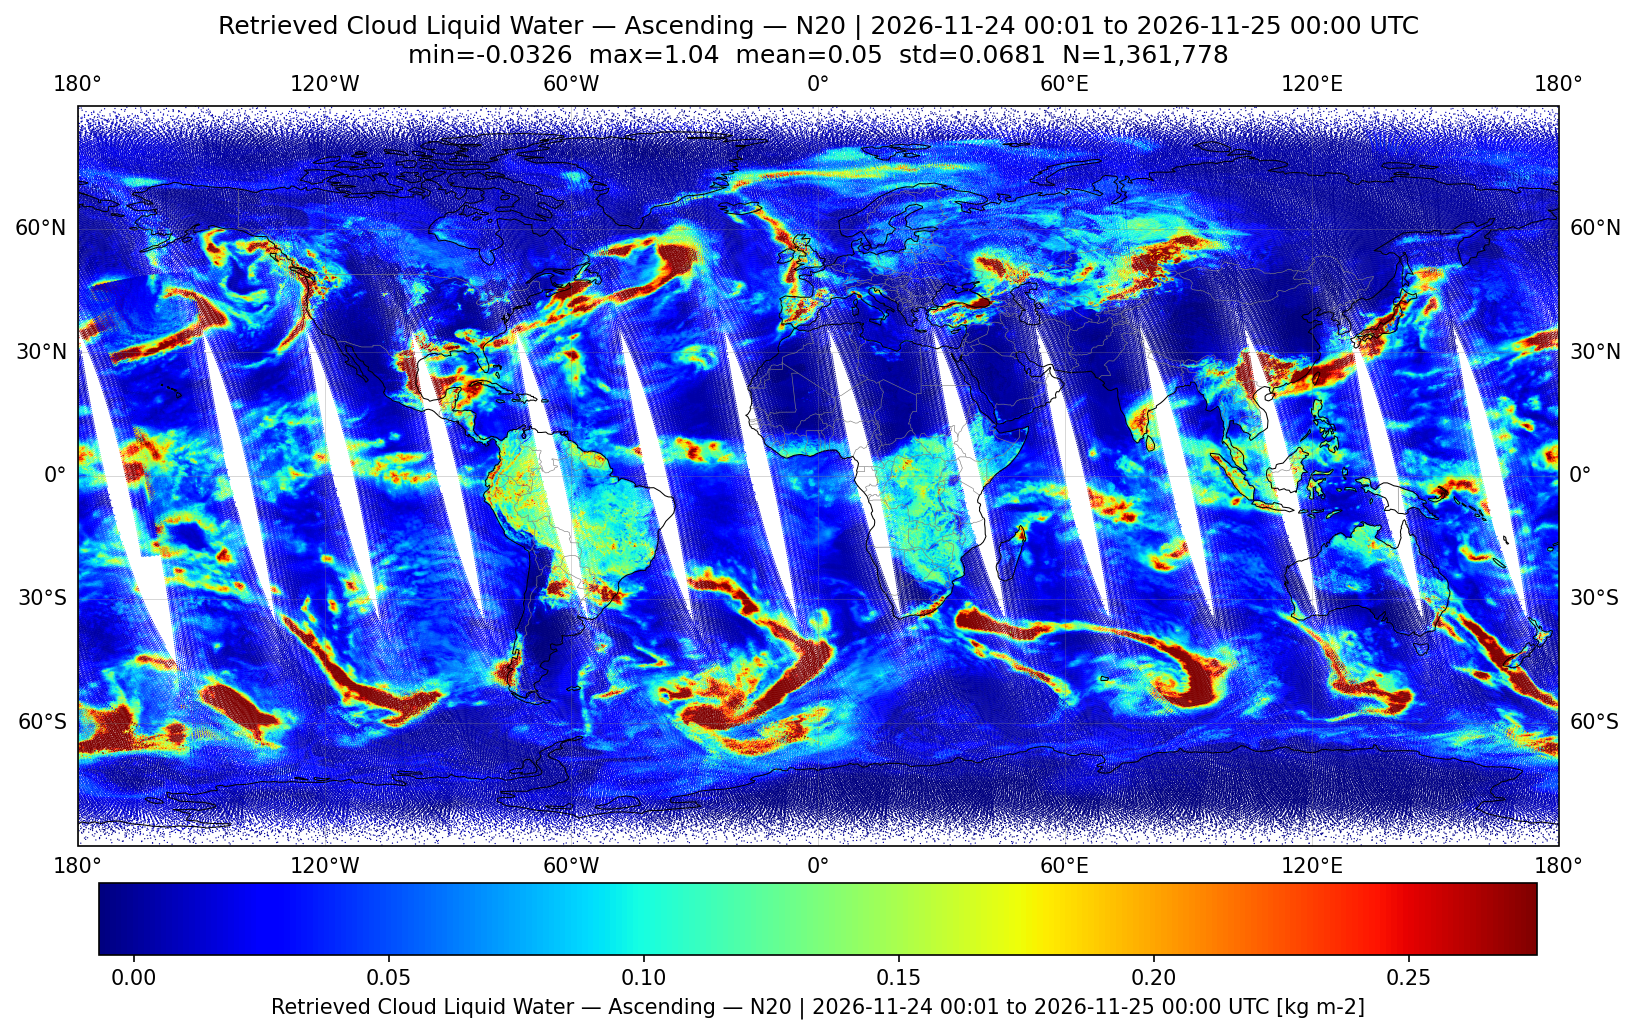 Retrieved Cloud Liquid Water — Ascending — N20 | 2026-11-24 00:01 to 2026-11-25 00:00 UTC
min=-0.0326 max=1.04 mean=0.05 std=0.0681 N=1,361,778
180° 120°W 60°W 0° 60°E 120°E 180°
60°N 60°N
30°N 30°N
0° 0°
30°S 30°S
60°S 60°S
180° 120°W 60°W 0° 60°E 120°E 180°
0.00 0.05 0.10 0.15 0.20 0.25
Retrieved Cloud Liquid Water — Ascending — N20 | 2026-11-24 00:01 to 2026-11-25 00:00 UTC [kg m-2]